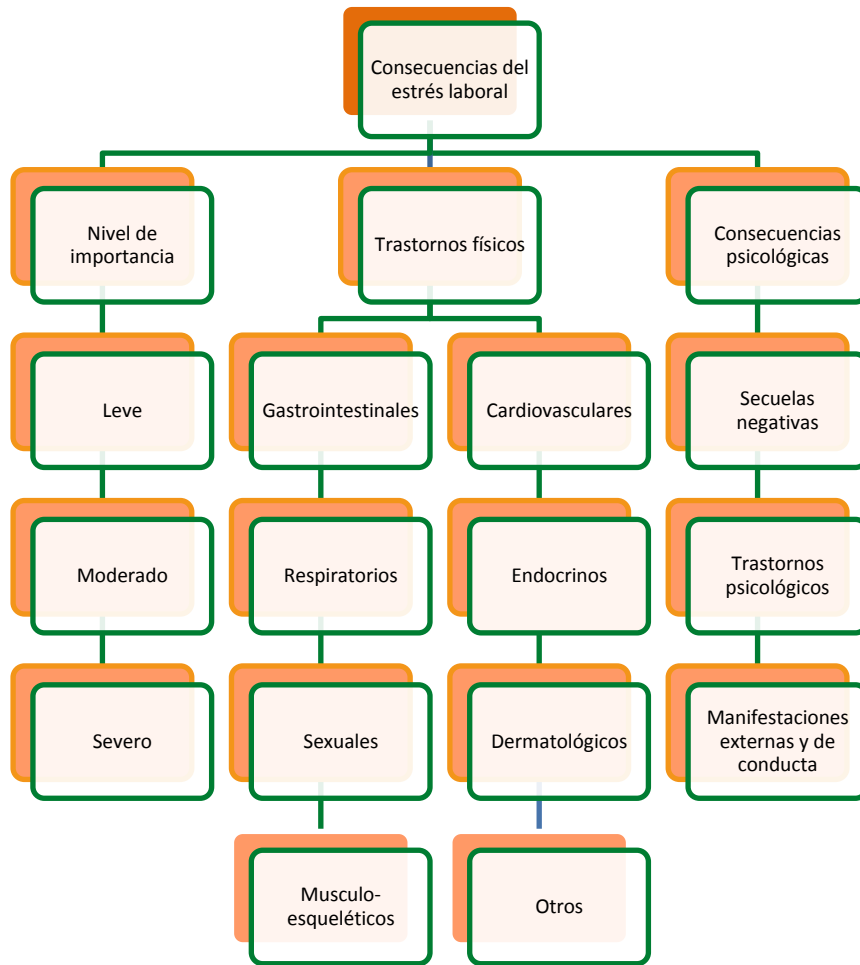 Consecuencias del
estrés laboral
Nivel de
importancia
Trastornos físicos
Consecuencias
psicológicas
Leve
Gastrointestinales
Cardiovasculares
Secuelas
negativas
Moderado
Respiratorios
Endocrinos
Trastornos
psicológicos
Severo
Sexuales
Dermatológicos
Manifestaciones
externas y de
conducta
Musculo-
esqueléticos
Otros